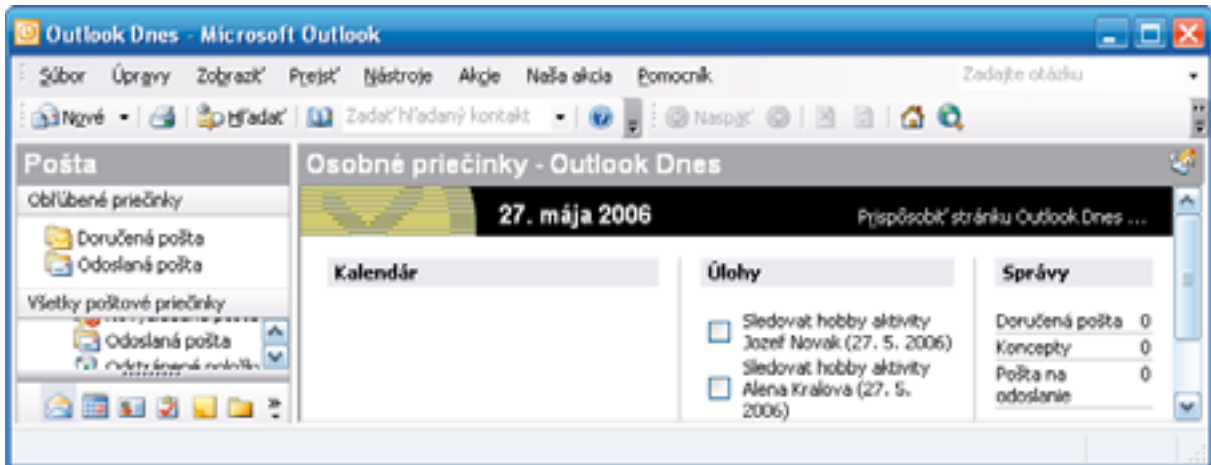 Outlook Dnes - Microsoft Outlook
Súbor Úpravy Zobraziť Prejsť Nástroje Akcie Naša akcia Pomocník Zadajte otázku
Nové Hľadať Zadať hľadaný kontakt Naspäť
Pošta
Osobné priečinky - Outlook Dnes
Obľúbené priečinky
Doručená pošta
Odoslaná pošta
Všetky poštové priečinky
Odoslaná pošta
27. mája 2006 Prispôsobiť stránku Outlook Dnes ...
Kalendár
Úlohy
Sledovat hobby aktivity
Jozef Novak (27. 5. 2006)
Sledovat hobby aktivity
Alena Kralova (27. 5.
2006)
Správy
Doručená pošta 0
Koncepty 0
Pošta na 0
odoslanie